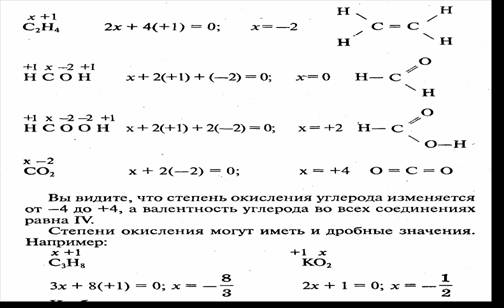 x +1 H H
C₂H₄ 2x + 4(+1) = 0; x = −2 C = C
H H
+1 x −2 +1 O
H C O H x + 2(+1) + (−2) = 0; x = 0 H — C
H
+1 x −2 −2 +1 O
H C O O H x + 2(+1) + 2(−2) = 0; x = +2 H — C
O—H
x −2
CO₂ x + 2(−2) = 0; x = +4 O = C = O
Вы видите, что степень окисления углерода изменяется
от −4 до +4, а валентность углерода во всех соединениях
равна IV.
Степени окисления могут иметь и дробные значения.
Например:
x +1 +1 x
C₃H₈ KO₂
3x + 8(+1) = 0; x = −8/3 2x + 1 = 0; x = −1/2